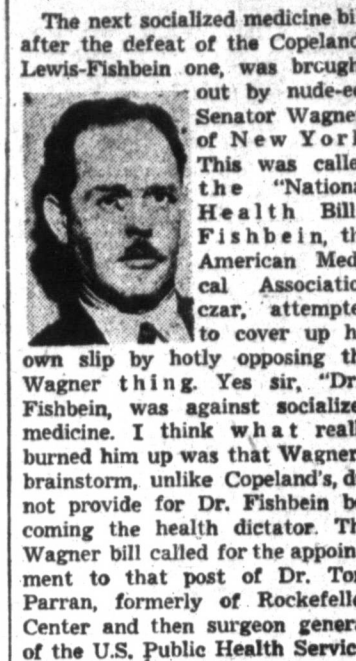 The next socialized medicine bi
after the defeat of the Copeland
Lewis-Fishbein one, was brough
out by nude-e
Senator Wagne
of New Yor
This was calle
the "Nationa
Health Bill.
Fishbein, th
American Med
cal Associatio
czar, attempte
to cover up h
own slip by hotly opposing th
Wagner thing. Yes sir, "Dr.
Fishbein, was against socialize
medicine. I think what real
burned him up was that Wagner
brainstorm, unlike Copeland's, d
not provide for Dr. Fishbein b
coming the health dictator. Th
Wagner bill called for the appoin
ment to that post of Dr. To
Parran, formerly of Rockefelle
Center and then surgeon genera
of the U.S. Public Health Servic